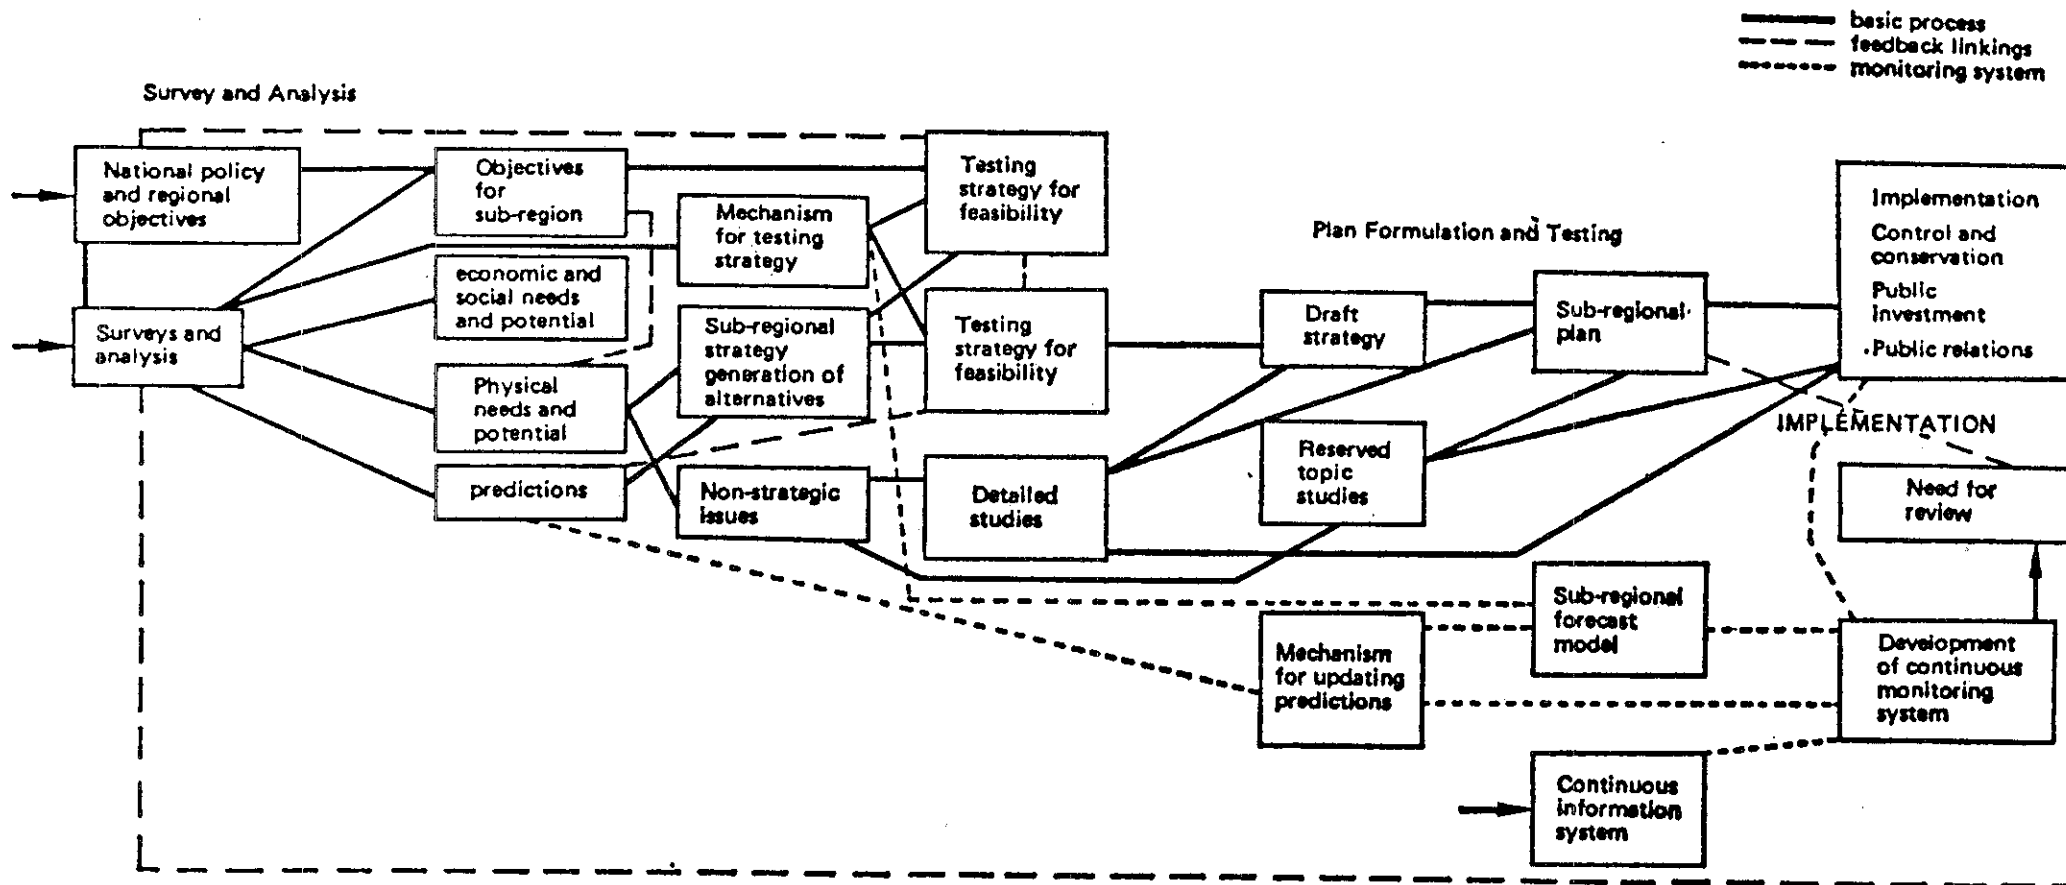 basic process
feedback linkings
monitoring system
Survey and Analysis
National policy
and regional
objectives
Surveys and
analysis
Objectives
for
sub-region
economic and
social needs
and potential
Physical
needs and
potential
predictions
Mechanism
for testing
strategy
Sub-regional
strategy
generation of
alternatives
Non-strategic
issues
Testing
strategy for
feasibility
Testing
strategy for
feasibility
Detailed
studies
Plan Formulation and Testing
Draft
strategy
Reserved
topic
studies
Mechanism
for updating
predictions
Sub-regional
plan
Sub-regional
forecast
model
Continuous
information
system
Implementation
Control and
conservation
Public
investment
Public relations
IMPLEMENTATION
Need for
review
Development
of continuous
monitoring
system